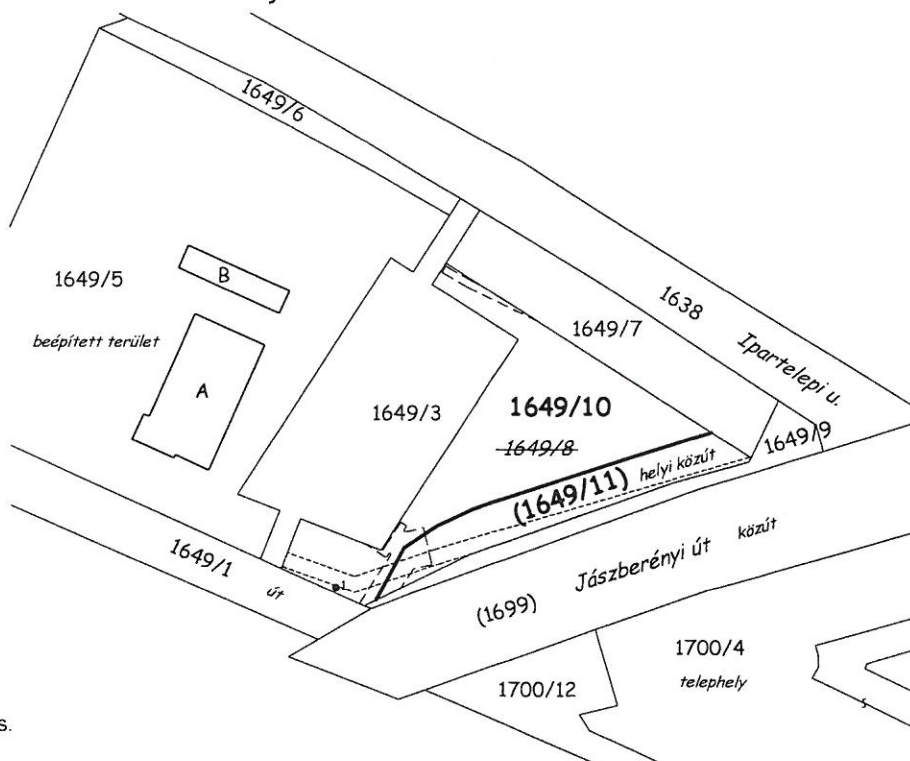 1649/6
1638
Ipartelepi u.
1649/5
B
beépített terület
A
1649/7
1649/3
1649/10
1649/8
1649/9
(1649/11) helyi közút
1649/1
út
1
(1699)
Jászberényi út közút
1700/4
telephely
1700/12
s.